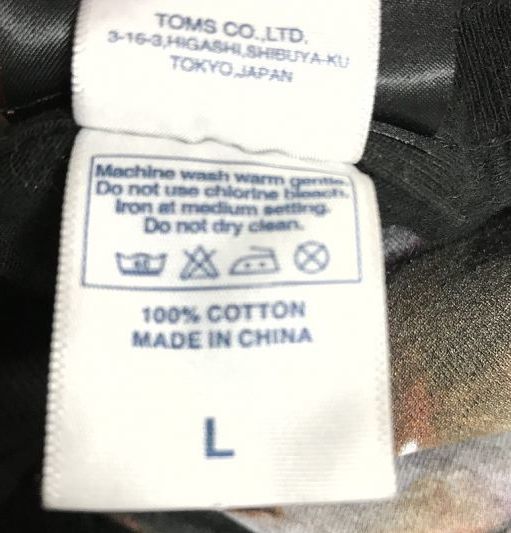 TOMS CO.,LTD.
3-16-3,HIGASHI,SHIBUYA-KU
TOKYO,JAPAN
Machine wash warm gentle.
Do not use chlorine bleach.
Iron at medium setting.
Do not dry clean.
100% COTTON
MADE IN CHINA
L